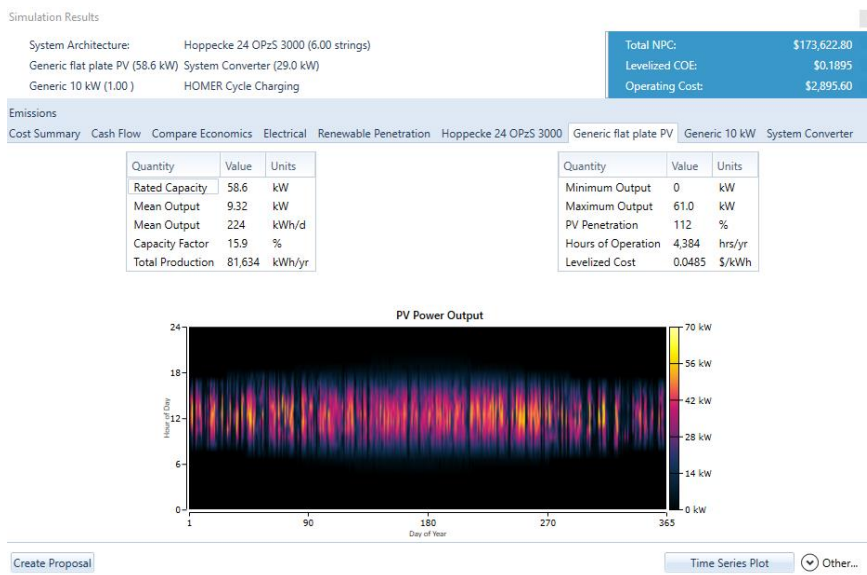 Simulation Results
System Architecture: Hoppecke 24 OPzS 3000 (6.00 strings)
Generic flat plate PV (58.6 kW) System Converter (29.0 kW)
Generic 10 kW (1.00 ) HOMER Cycle Charging
Total NPC: $173,622.80
Levelized COE: $0.1895
Operating Cost: $2,895.60
Emissions
Cost Summary Cash Flow Compare Economics Electrical Renewable Penetration Hoppecke 24 OPzS 3000 Generic flat plate PV Generic 10 kW System Converter
Quantity Value Units
Rated Capacity 58.6 kW
Mean Output 9.32 kW
Mean Output 224 kWh/d
Capacity Factor 15.9 %
Total Production 81,634 kWh/yr
Quantity Value Units
Minimum Output 0 kW
Maximum Output 61.0 kW
PV Penetration 112 %
Hours of Operation 4,384 hrs/yr
Levelized Cost 0.0485 $/kWh
PV Power Output
24
18
12
6
0
Hour of Day
1 90 180 270 365
Day of Year
70 kW
56 kW
42 kW
28 kW
14 kW
0 kW
Create Proposal
Time Series Plot
Other...